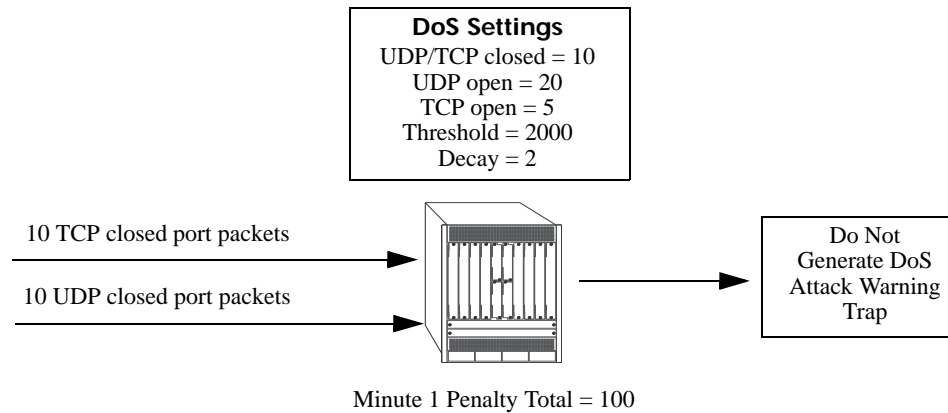 DoS Settings
UDP/TCP closed = 10
UDP open = 20
TCP open = 5
Threshold = 2000
Decay = 2
10 TCP closed port packets
10 UDP closed port packets
Do Not
Generate DoS
Attack Warning
Trap
Minute 1 Penalty Total = 100